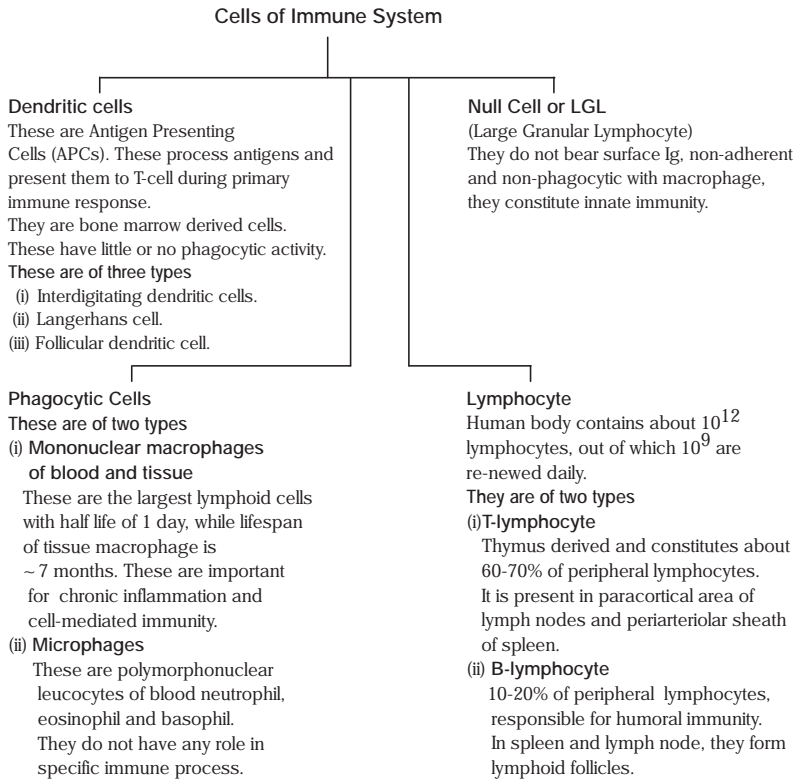 Cells of Immune System
Dendritic cells
These are Antigen Presenting
Cells (APCs). These process antigens and
present them to T-cell during primary
immune response.
They are bone marrow derived cells.
These have little or no phagocytic activity.
These are of three types
(i) Interdigitating dendritic cells.
(ii) Langerhans cell.
(iii) Follicular dendritic cell.
Null Cell or LGL
(Large Granular Lymphocyte)
They do not bear surface Ig, non-adherent
and non-phagocytic with macrophage,
they constitute innate immunity.
Phagocytic Cells
These are of two types
(i) Mononuclear macrophages
of blood and tissue
These are the largest lymphoid cells
with half life of 1 day, while lifespan
of tissue macrophage is
~ 7 months. These are important
for chronic inflammation and
cell-mediated immunity.
(ii) Microphages
These are polymorphonuclear
leucocytes of blood neutrophil,
eosinophil and basophil.
They do not have any role in
specific immune process.
Lymphocyte
Human body contains about 10¹²
lymphocytes, out of which 10⁹ are
re-newed daily.
They are of two types
(i)T-lymphocyte
Thymus derived and constitutes about
60-70% of peripheral lymphocytes.
It is present in paracortical area of
lymph nodes and periarteriolar sheath
of spleen.
(ii) B-lymphocyte
10-20% of peripheral lymphocytes,
responsible for humoral immunity.
In spleen and lymph node, they form
lymphoid follicles.